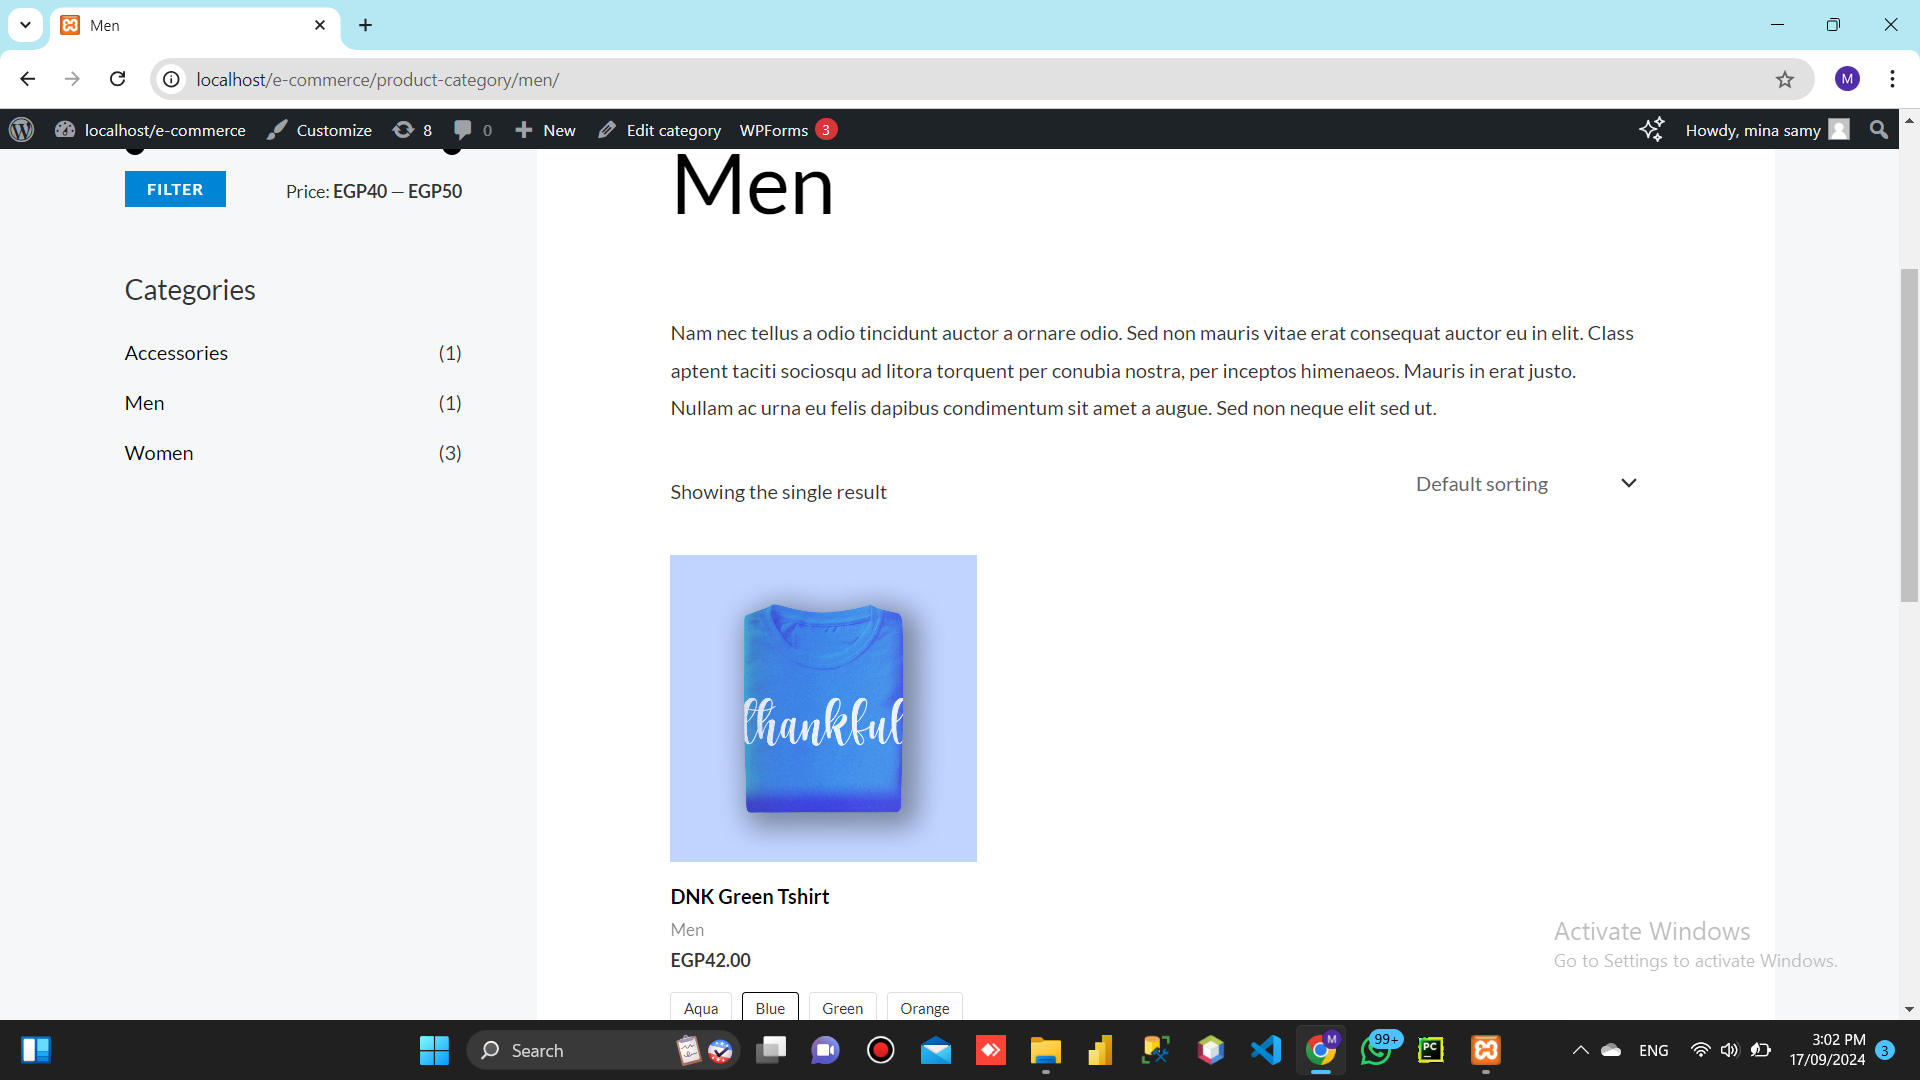 Men
localhost/e-commerce/product-category/men/
M
localhost/e-commerce
Customize
8
0
New
Edit category
WPForms 3
Howdy, mina samy
FILTER
Price: EGP40 — EGP50
Categories
Accessories (1)
Men (1)
Women (3)
Men
Nam nec tellus a odio tincidunt auctor a ornare odio. Sed non mauris vitae erat consequat auctor eu in elit. Class
aptent taciti sociosqu ad litora torquent per conubia nostra, per inceptos himenaeos. Mauris in erat justo.
Nullam ac urna eu felis dapibus condimentum sit amet a augue. Sed non neque elit sed ut.
Showing the single result
Default sorting
thankful
DNK Green Tshirt
Men
EGP42.00
Aqua Blue Green Orange
Activate Windows
Go to Settings to activate Windows.
Search
M
99+
PC
ENG
3:02 PM
17/09/2024
3